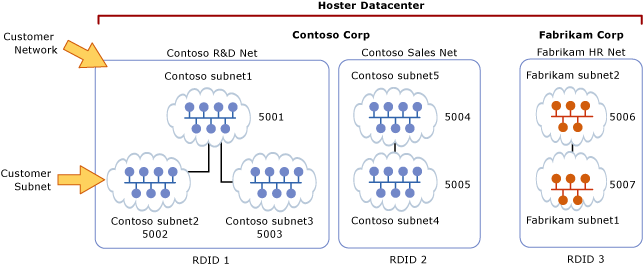 Hoster Datacenter
Customer
Network
Contoso Corp
Fabrikam Corp
Contoso R&D Net
Contoso Sales Net
Fabrikam HR Net
Contoso subnet1
5001
Contoso subnet5
5004
Fabrikam subnet2
5006
Customer
Subnet
Contoso subnet2
5002
Contoso subnet3
5003
5005
Contoso subnet4
5007
Fabrikam subnet1
RDID 1
RDID 2
RDID 3